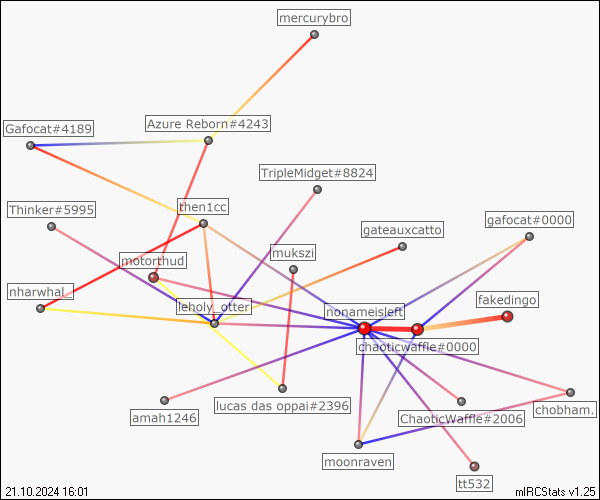 mercurybro
Azure Reborn#4243
Gafocat#4189
TripleMidget#8824
Thinker#5995
then1cc
gafocat#0000
gateauxcatto
mukszi
motorthud
nharwhal_
leholy_otter
nonameisleft
fakedingo
chaoticwaffle#0000
lucas das oppai#2396
amah1246
ChaoticWaffle#2006
chobham.
moonraven
tt532
21.10.2024 16:01
mIRCStats v1.25